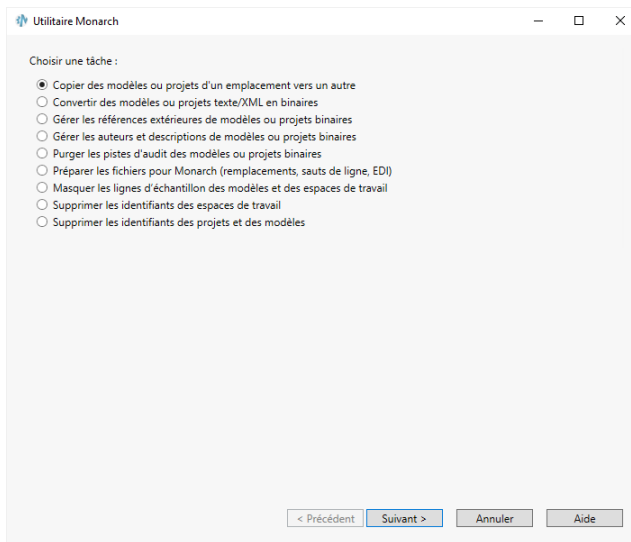 Utilitaire Monarch
Choisir une tâche :
Copier des modèles ou projets d'un emplacement vers un autre
Convertir des modèles ou projets texte/XML en binaires
Gérer les références extérieures de modèles ou projets binaires
Gérer les auteurs et descriptions de modèles ou projets binaires
Purger les pistes d'audit des modèles ou projets binaires
Préparer les fichiers pour Monarch (remplacements, sauts de ligne, EDI)
Masquer les lignes d’échantillon des modèles et des espaces de travail
Supprimer les identifiants des espaces de travail
Supprimer les identifiants des projets et des modèles
< Précédent Suivant > Annuler Aide